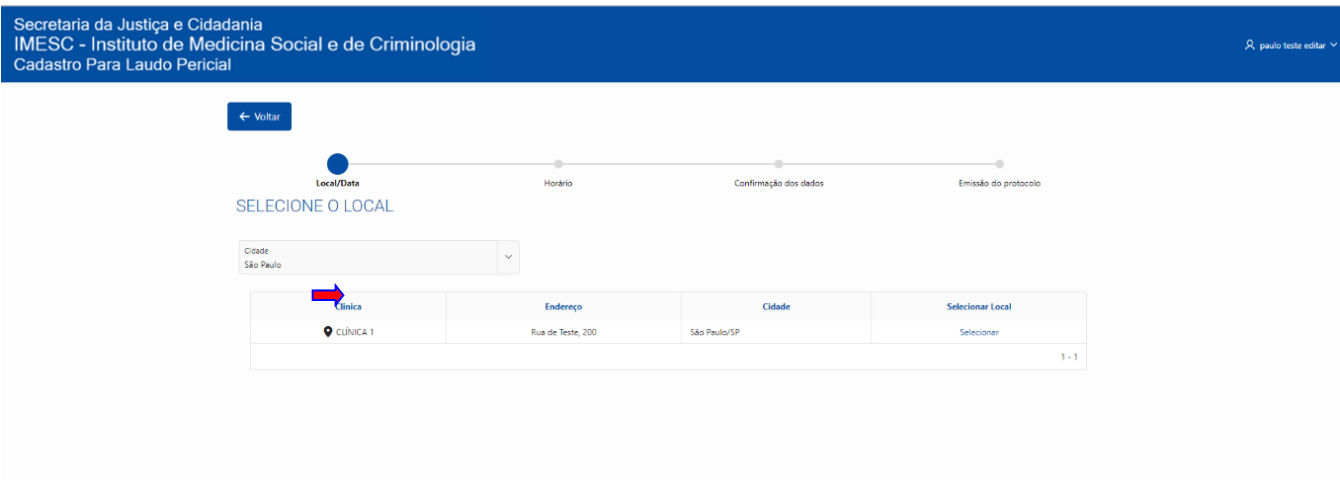 Secretaria da Justiça e Cidadania
IMESC - Instituto de Medicina Social e de Criminologia
Cadastro Para Laudo Pericial
paulo teste editar
← Voltar
Local/Data Horário Confirmação dos dados Emissão do protocolo
SELECIONE O LOCAL
Cidade
São Paulo
Clínica Endereço Cidade Selecionar Local
CLÍNICA 1 Rua de Teste, 200 São Paulo/SP Selecionar
1 - 1